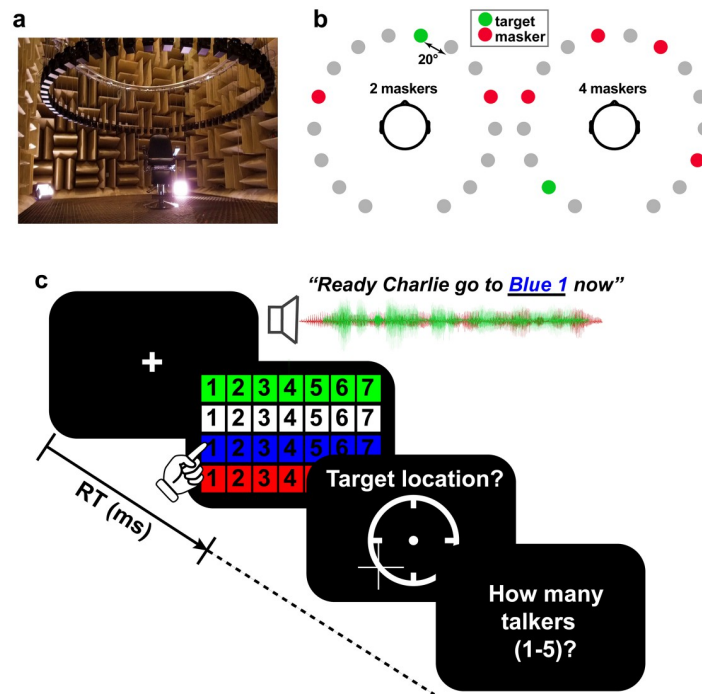 a
b
target
masker
20°
2 maskers
4 maskers
c
“Ready Charlie go to Blue 1 now”
+
1 2 3 4 5 6 7
1 2 3 4 5 6 7
1 2 3 4 5 6 7
1 2 3 4
RT (ms)
Target location?
How many
talkers
(1-5)?